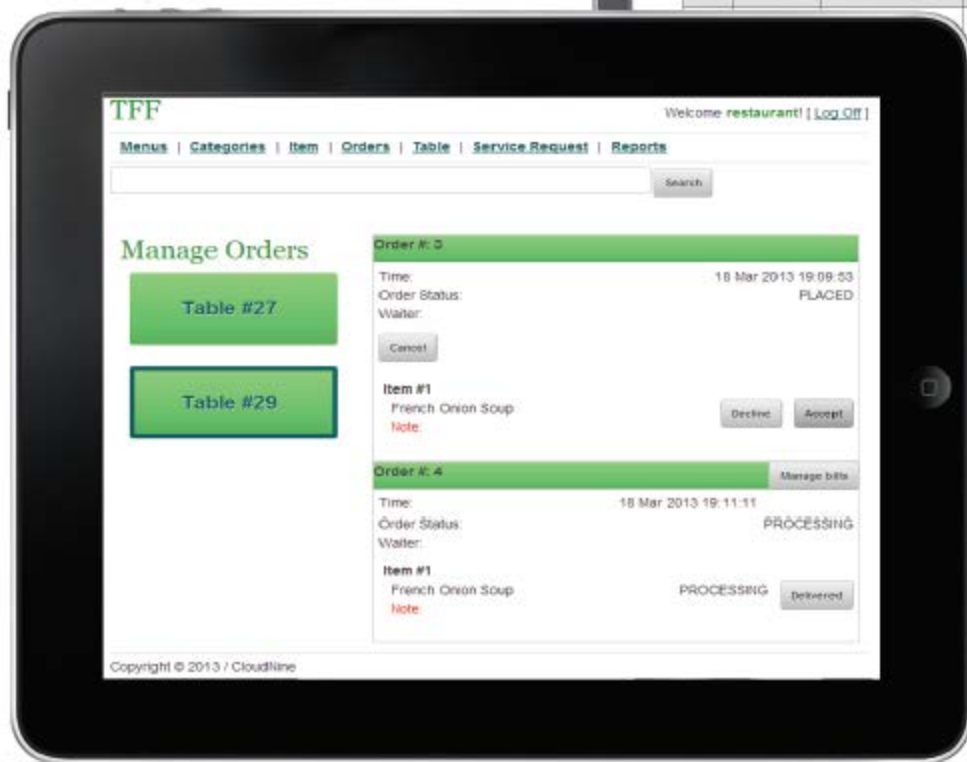 TFF
Welcome restaurant! [ Log Off ]
Menus | Categories | Item | Orders | Table | Service Request | Reports
Search
Manage Orders
Table #27
Table #29
Order #: 3
Time: 18 Mar 2013 19:09:53
Order Status: PLACED
Waiter:
Cancel
Item #1
French Onion Soup
Note:
Decline Accept
Order #: 4 Manage bills
Time: 18 Mar 2013 19:11:11
Order Status: PROCESSING
Waiter:
Item #1
French Onion Soup PROCESSING Delivered
Note:
Copyright © 2013 / CloudNine